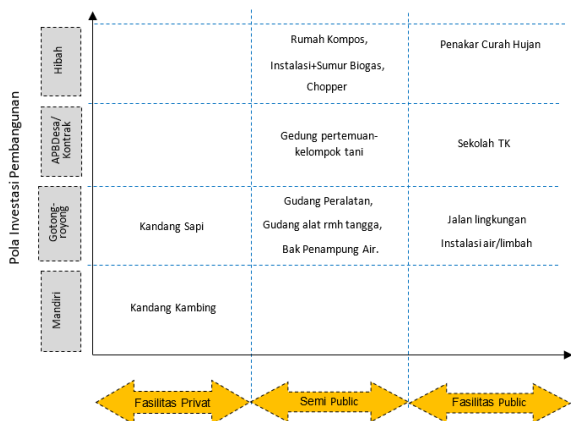 Pola Investasi Pembangunan
Hibah
Rumah Kompos,
Instalasi+Sumur Biogas,
Chopper
Penakar Curah Hujan
APBDesa/
Kontrak
Gedung pertemuan-
kelompok tani
Sekolah TK
Gotong-
royong
Kandang Sapi
Gudang Peralatan,
Gudang alat rmh tangga,
Bak Penampung Air.
Jalan lingkungan
Instalasi air/limbah
Mandiri
Kandang Kambing
Fasilitas Privat
Semi Public
Fasilitas Public